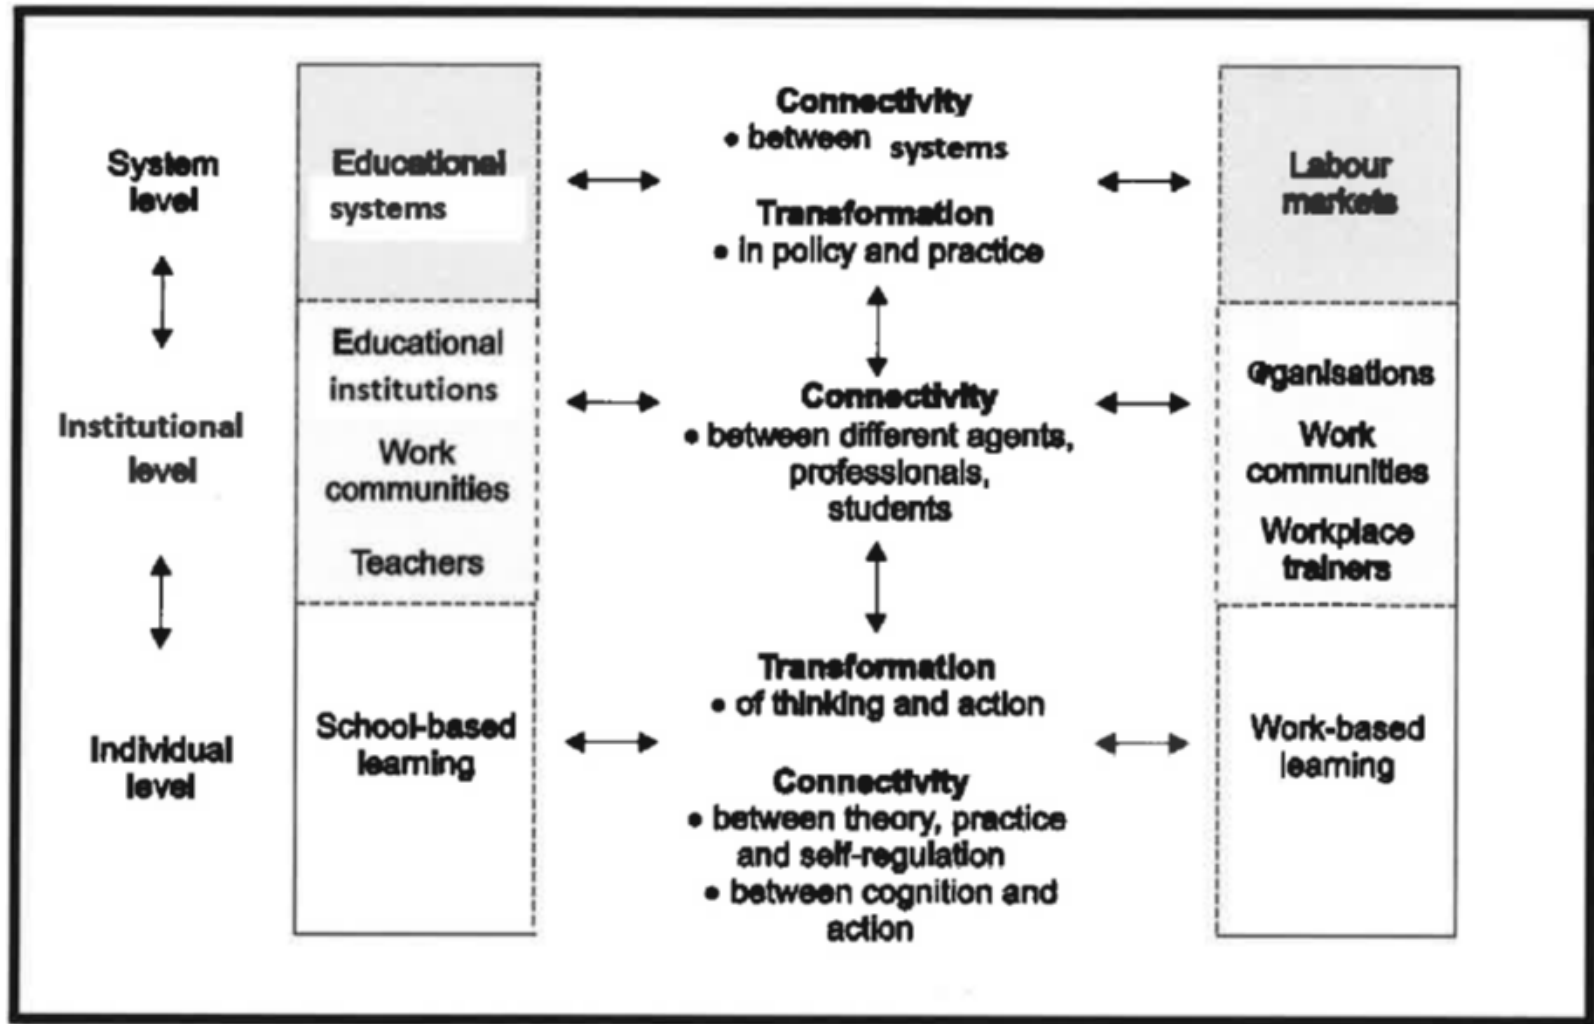 System
level
Institutional
level
Individual
level
Educational
systems
Educational
institutions
Work
communities
Teachers
School-based
learning
Connectivity
• between systems
Transformation
• in policy and practice
Connectivity
• between different agents,
professionals,
students
Transformation
• of thinking and action
Connectivity
• between theory, practice
and self-regulation
• between cognition and
action
Labour
markets
Organisations
Work
communities
Workplace
trainers
Work-based
learning